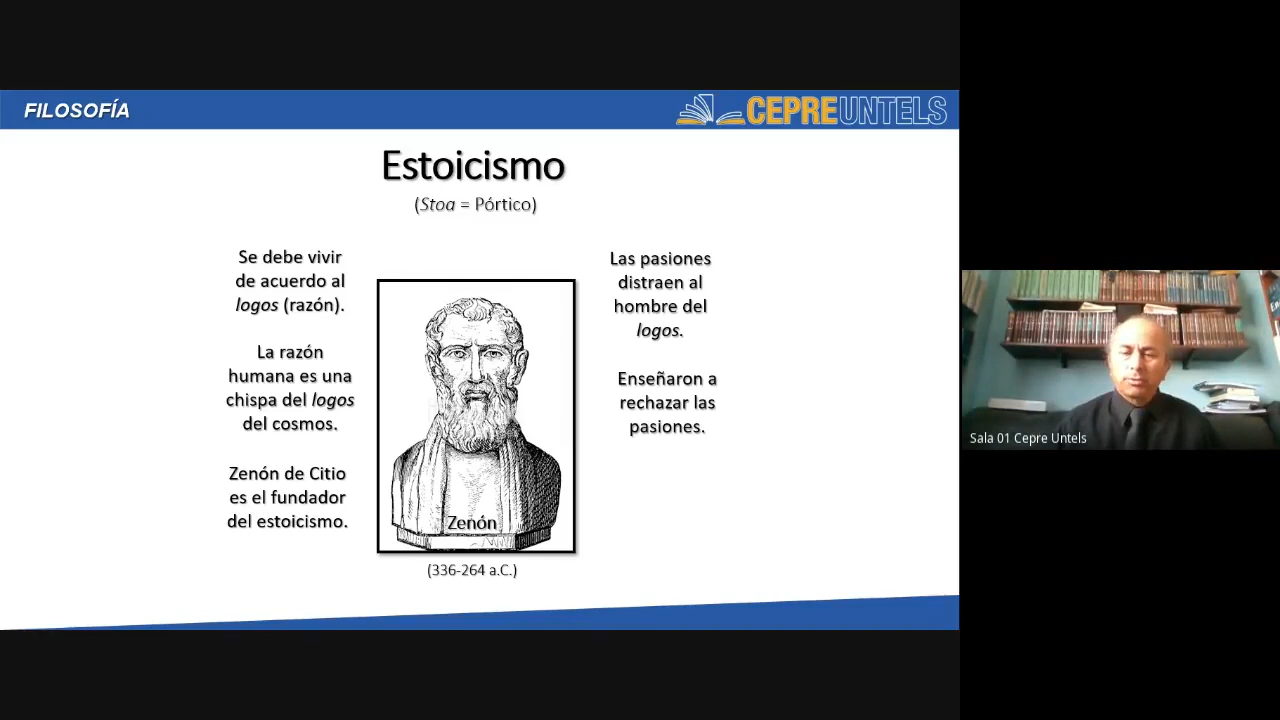 FILOSOFÍA
CEPREUNTELS
Estoicismo
(Stoa = Pórtico)
Se debe vivir
de acuerdo al
logos (razón).
La razón
humana es una
chispa del logos
del cosmos.
Zenón de Citio
es el fundador
del estoicismo.
Zenón
(336-264 a.C.)
Las pasiones
distraen al
hombre del
logos.
Enseñaron a
rechazar las
pasiones.
Sala 01 Cepre Untels